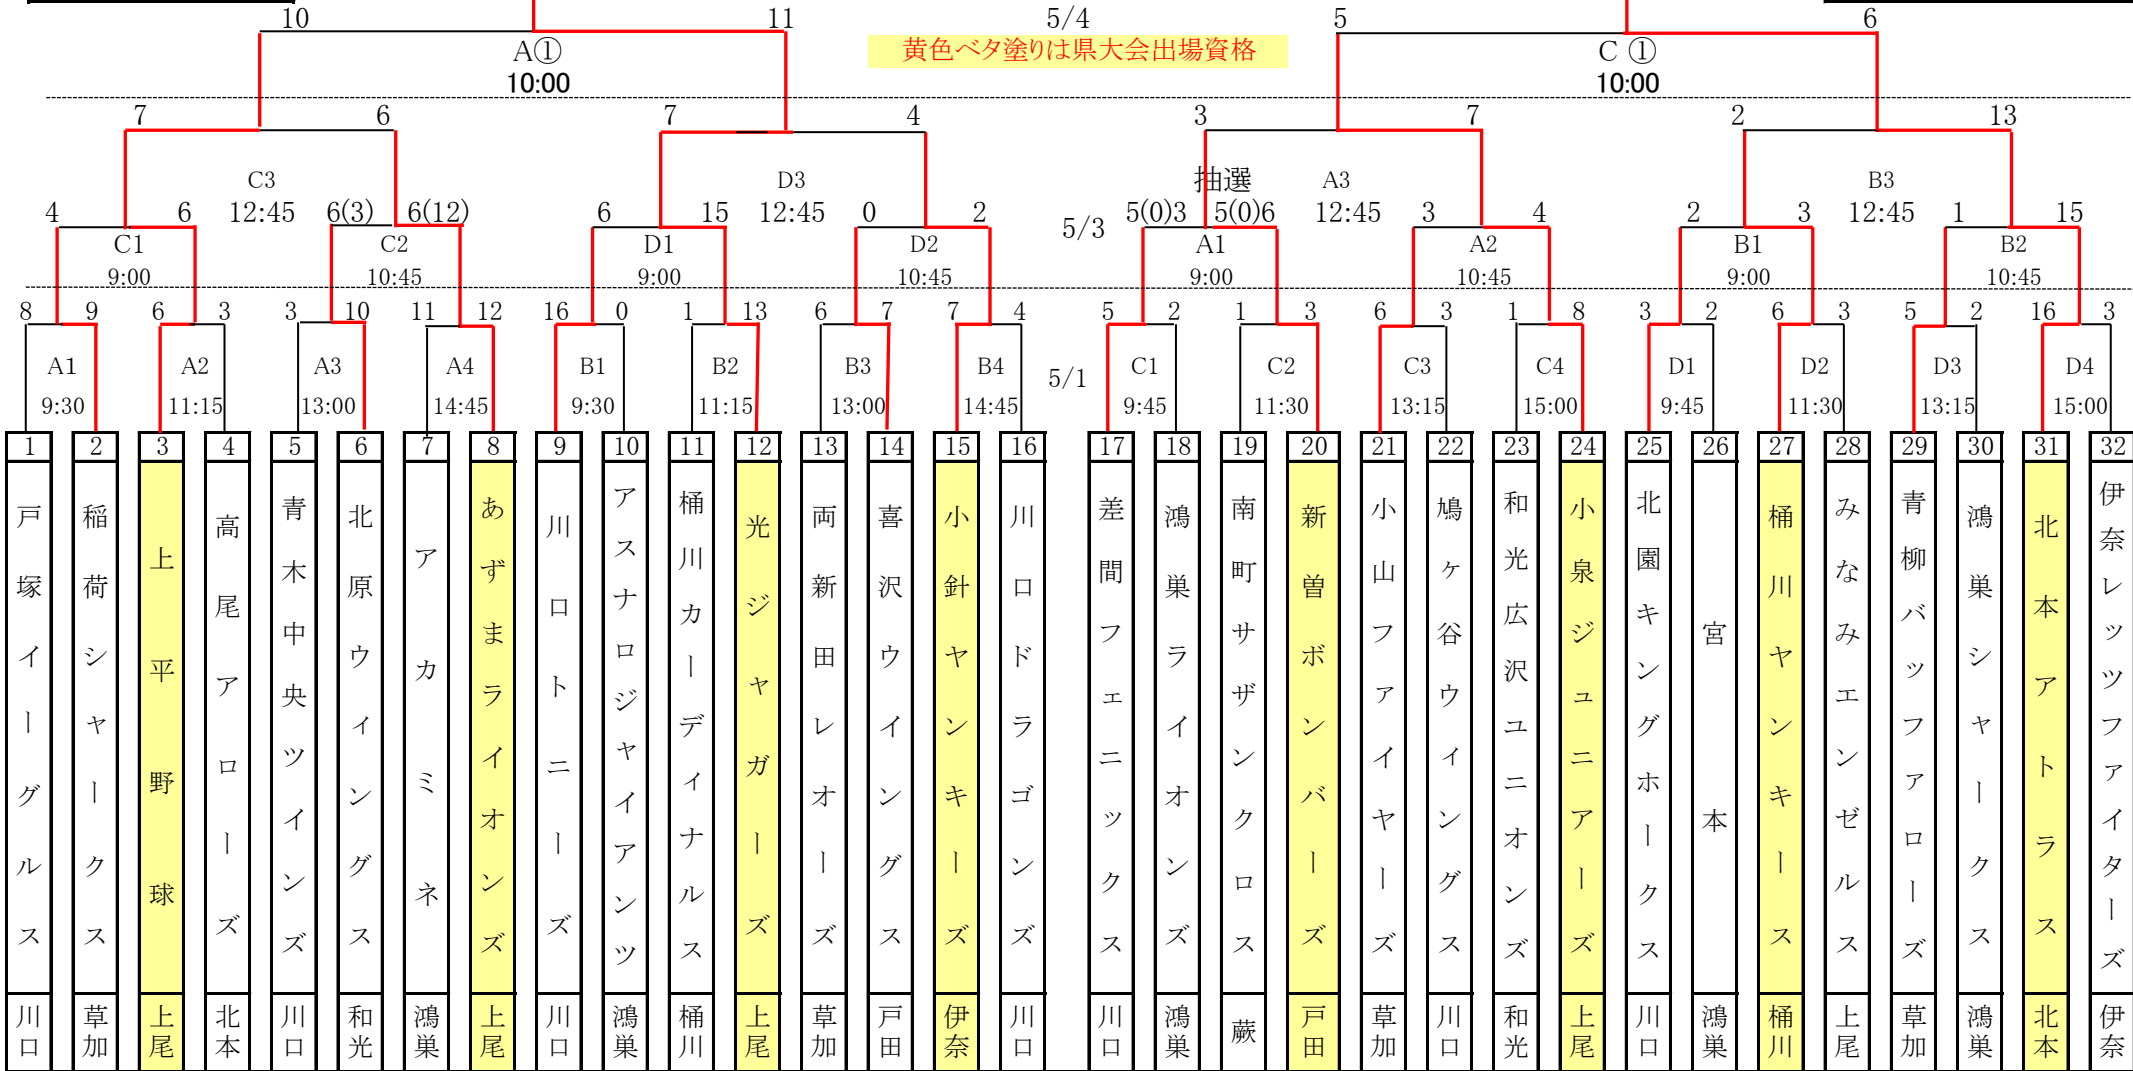 10 11 5/4 5 6
A① 黄色ベタ塗りは県大会出場資格 C ①
10:00 10:00
7 6 7 4 3 7 2 13
C3 D3 抽選 A3 B3
4 6 12:45 6(3) 6(12) 6 15 12:45 0 2 5/3 5(0)3 5(0)6 12:45 3 4 2 3 12:45 1 15
C1 C2 D1 D2 A1 A2 B1 B2
9:00 10:45 9:00 10:45 9:00 10:45 9:00 10:45
8 9 6 3 3 10 11 12 16 0 1 13 6 7 7 4 5 2 1 3 6 3 1 8 3 2 6 3 5 2 16 3
A1 A2 A3 A4 B1 B2 B3 B4 5/1 C1 C2 C3 C4 D1 D2 D3 D4
9:30 11:15 13:00 14:45 9:30 11:15 13:00 14:45 9:45 11:30 13:15 15:00 9:45 11:30 13:15 15:00
1 戸塚イーグルス 川口
2 稲荷シャークス 草加
3 上平野球 上尾
4 高尾アローズ 北本
5 青木中央ツインズ 川口
6 北原ウィングス 和光
7 アカミネ 鴻巣
8 あずまライオンズ 上尾
9 川口ロトニーズ 川口
10 アスナロジャイアンツ 鴻巣
11 桶川カーディナルス 桶川
12 光ジャガーズ 上尾
13 両新田レオーズ 草加
14 喜沢ウイングス 戸田
15 小針ヤンキーズ 伊奈
16 川口ドラゴンズ 川口
17 差間フェニックス 川口
18 鴻巣ライオンズ 鴻巣
19 南町サザンクロス 蕨
20 新曽ボンバーズ 戸田
21 小山ファイヤーズ 草加
22 鳩ヶ谷ウィングス 川口
23 和光広沢ユニオンズ 和光
24 小泉ジュニアーズ 上尾
25 北園キングホークス 川口
26 宮本 鴻巣
27 桶川ヤンキース 桶川
28 みなみエンゼルス 上尾
29 青柳バッファローズ 草加
30 鴻巣シャークス 鴻巣
31 北本アトラス 北本
32 伊奈レッツファイターズ 伊奈